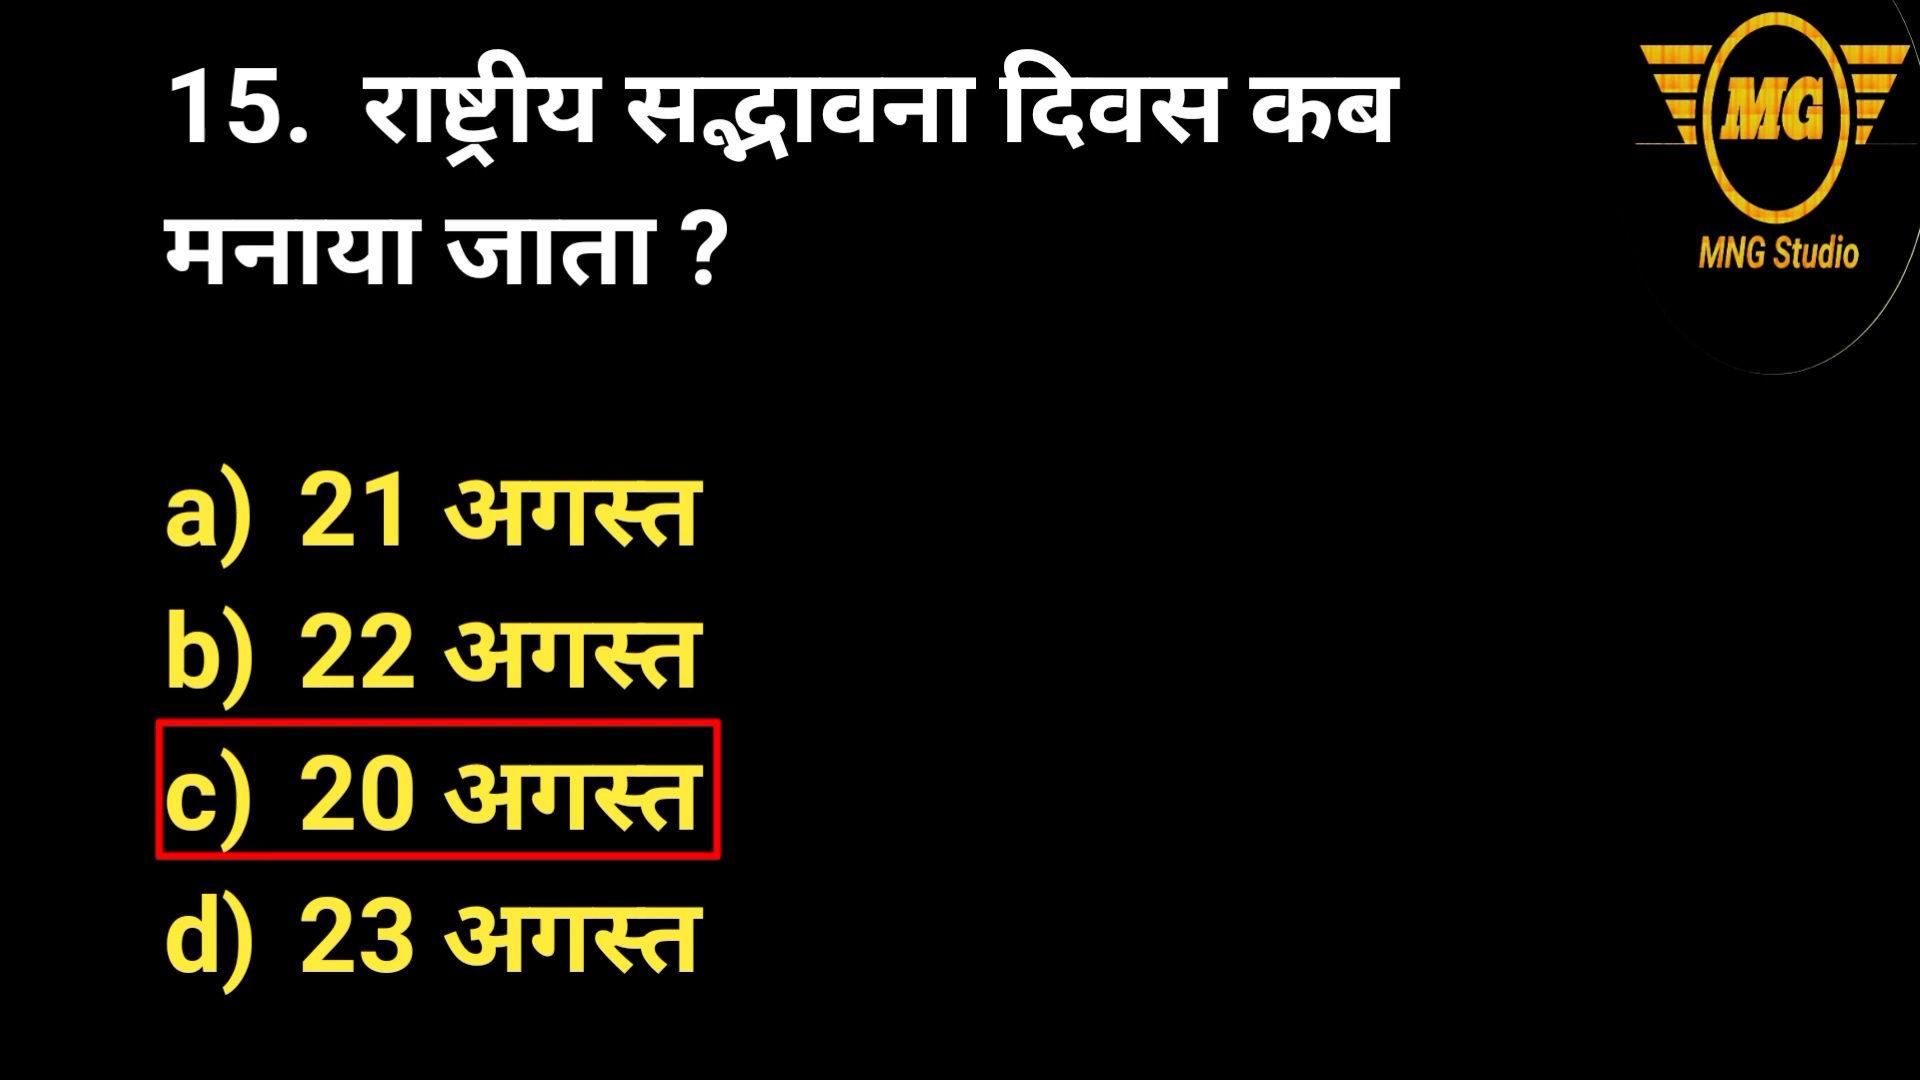 15. राष्ट्रीय सद्भावना दिवस कब
मनाया जाता ?
MG
MNG Studio
a) 21 अगस्त
b) 22 अगस्त
c) 20 अगस्त
d) 23 अगस्त